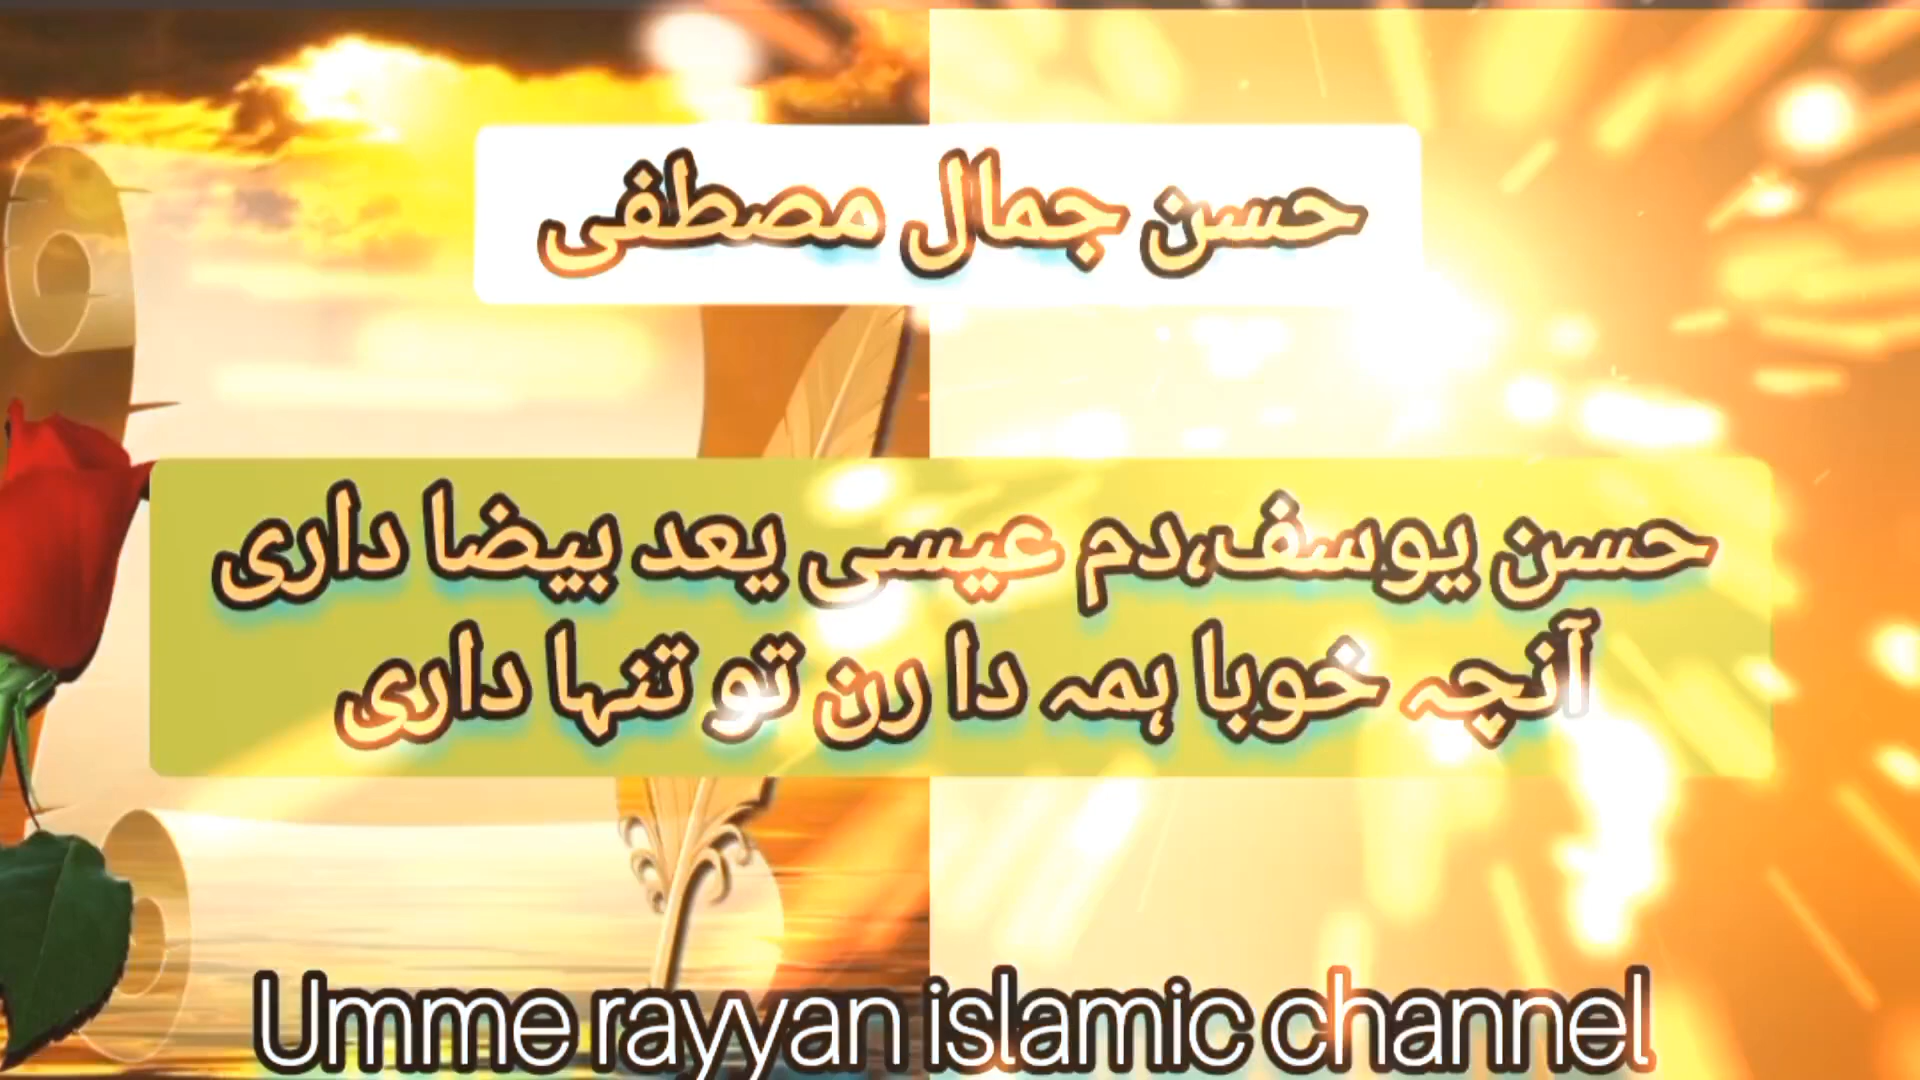 حسن جمال مصطفی
حسن یوسف،دم عیسی یعد بیضا داری
آنچہ خوبا ہمہ دا رن تو تنہا داری
Umme rayyan islamic channel